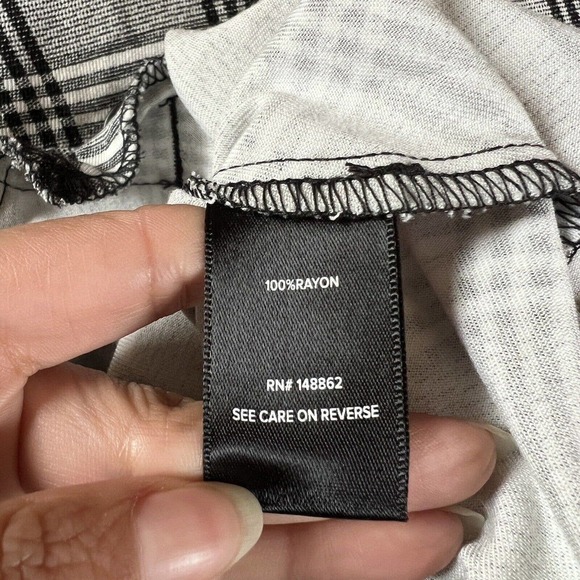 100%RAYON
RN# 148862
SEE CARE ON REVERSE